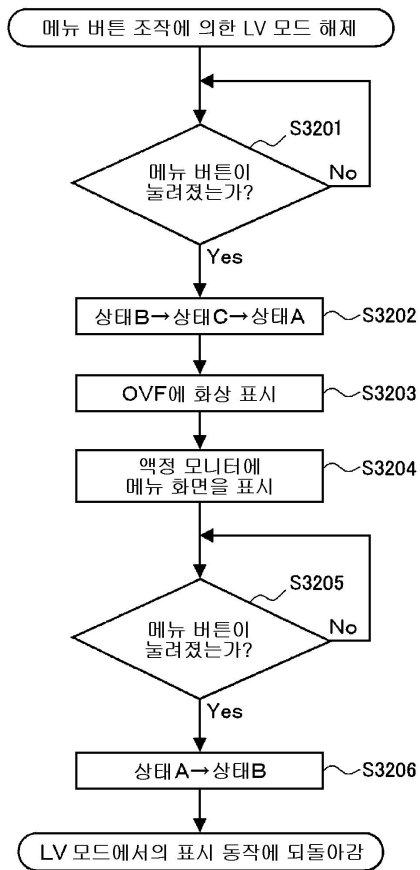 메뉴 버튼 조작에 의한 LV 모드 해제
S3201
메뉴 버튼이
눌려졌는가?
No
Yes
상태B→상태C→상태A
S3202
OVF에 화상 표시
S3203
액정 모니터에
메뉴 화면을 표시
S3204
S3205
메뉴 버튼이
눌려졌는가?
No
Yes
상태A→상태B
S3206
LV 모드에서의 표시 동작에 되돌아감